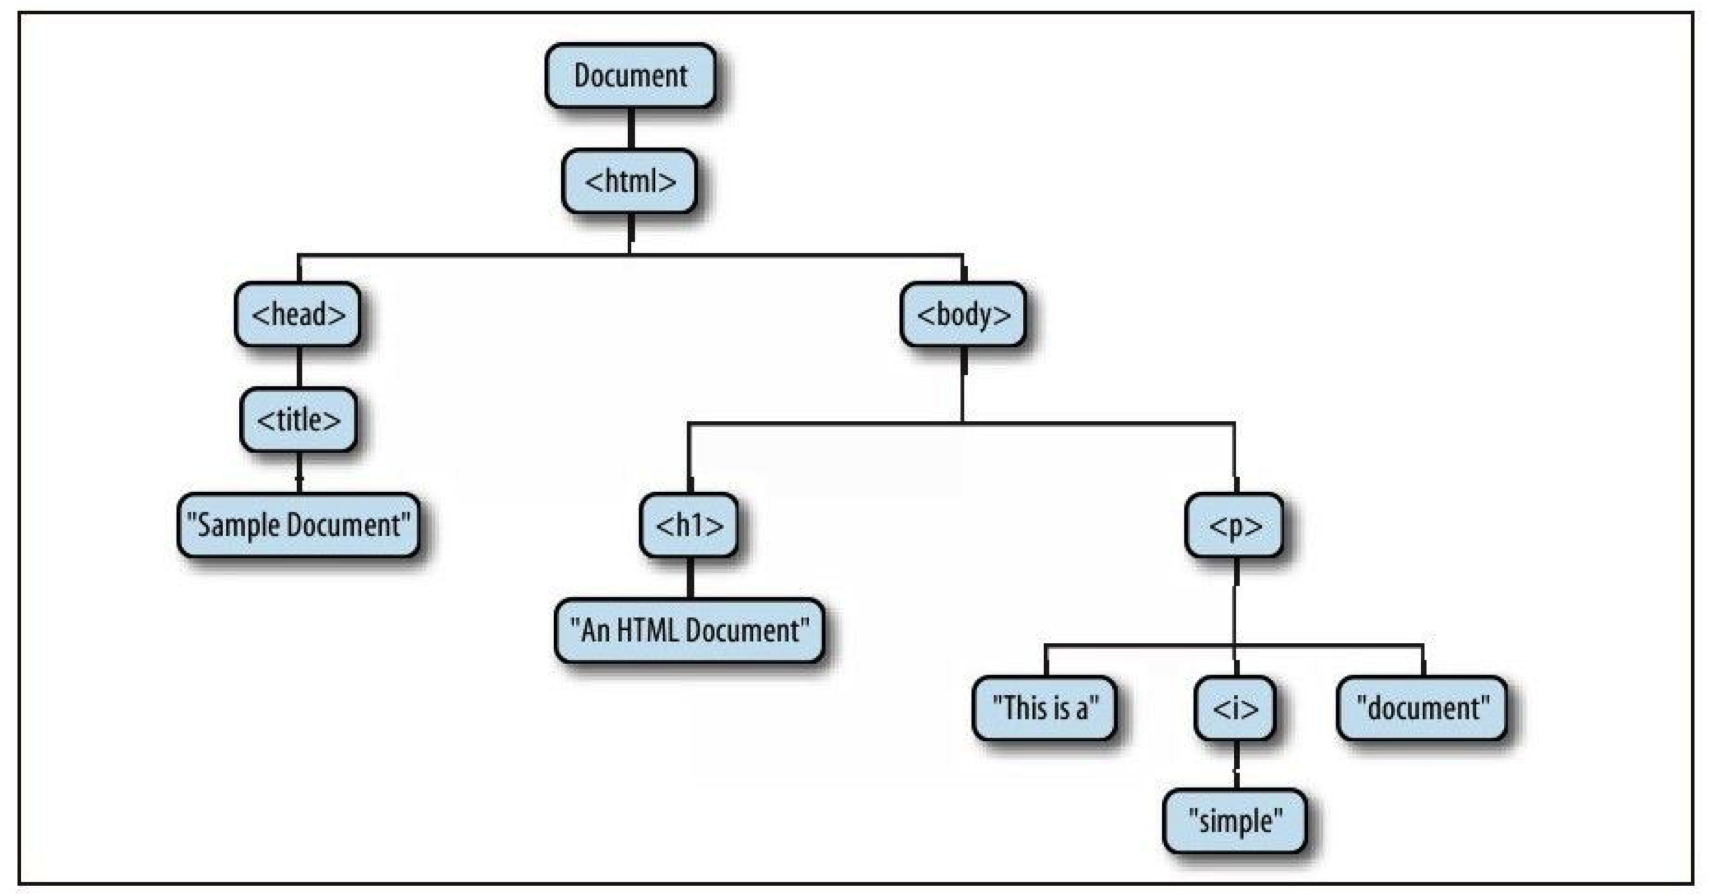 Document
<html>
<head>
<body>
<title>
"Sample Document"
<h1>
<p>
"An HTML Document"
"This is a"
<i>
"document"
"simple"